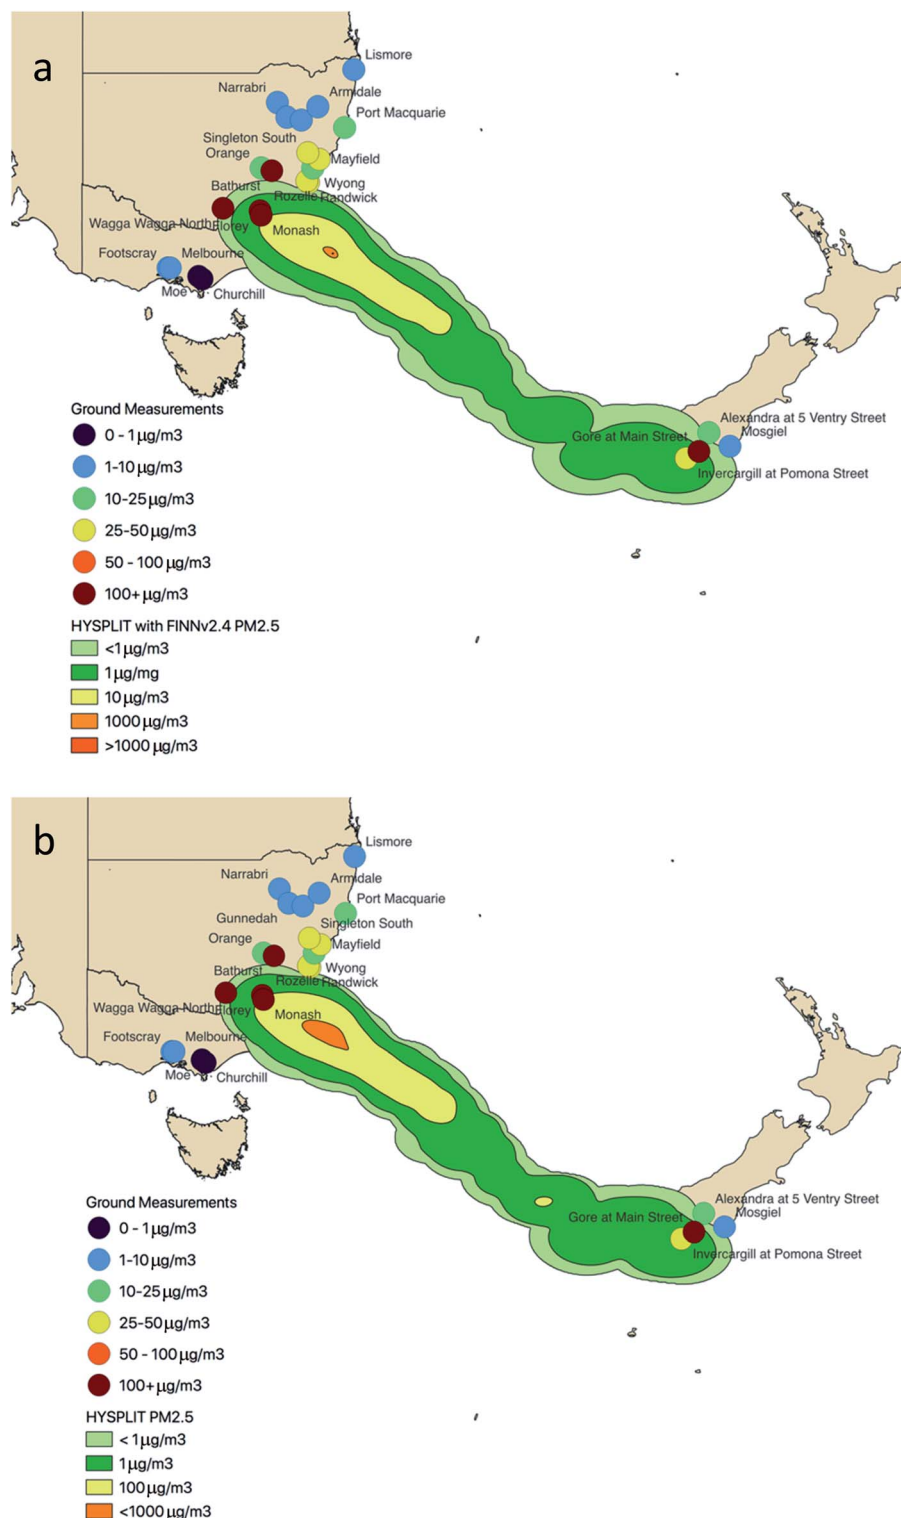 a
Lismore
Narrabri
Armidale
Port Macquarie
Singleton South
Orange
Mayfield
Bathurst
Wyong
Rozelle
Randwick
Wagga Wagga North
Florey
Monash
Footscray
Melbourne
Moe
Churchill
Ground Measurements
0 - 1 µg/m3
1-10 µg/m3
10-25 µg/m3
25-50 µg/m3
50 - 100 µg/m3
100+ µg/m3
Alexandra at 5 Ventry Street
Gore at Main Street
Mosgiel
Invercargill at Pomona Street
HYSPLIT with FINNv2.4 PM2.5
<1 µg/m3
1 µg/mg
10 µg/m3
1000 µg/m3
>1000 µg/m3
b
Lismore
Narrabri
Armidale
Port Macquarie
Gunnedah
Singleton South
Orange
Mayfield
Bathurst
Wyong
Rozelle
Randwick
Wagga Wagga North
Florey
Monash
Footscray
Melbourne
Moe
Churchill
Alexandra at 5 Ventry Street
Gore at Main Street
Mosgiel
Invercargill at Pomona Street
Ground Measurements
0 - 1 µg/m3
1-10 µg/m3
10-25 µg/m3
25-50 µg/m3
50 - 100 µg/m3
100+ µg/m3
HYSPLIT PM2.5
< 1 µg/m3
1 µg/m3
100 µg/m3
<1000 µg/m3